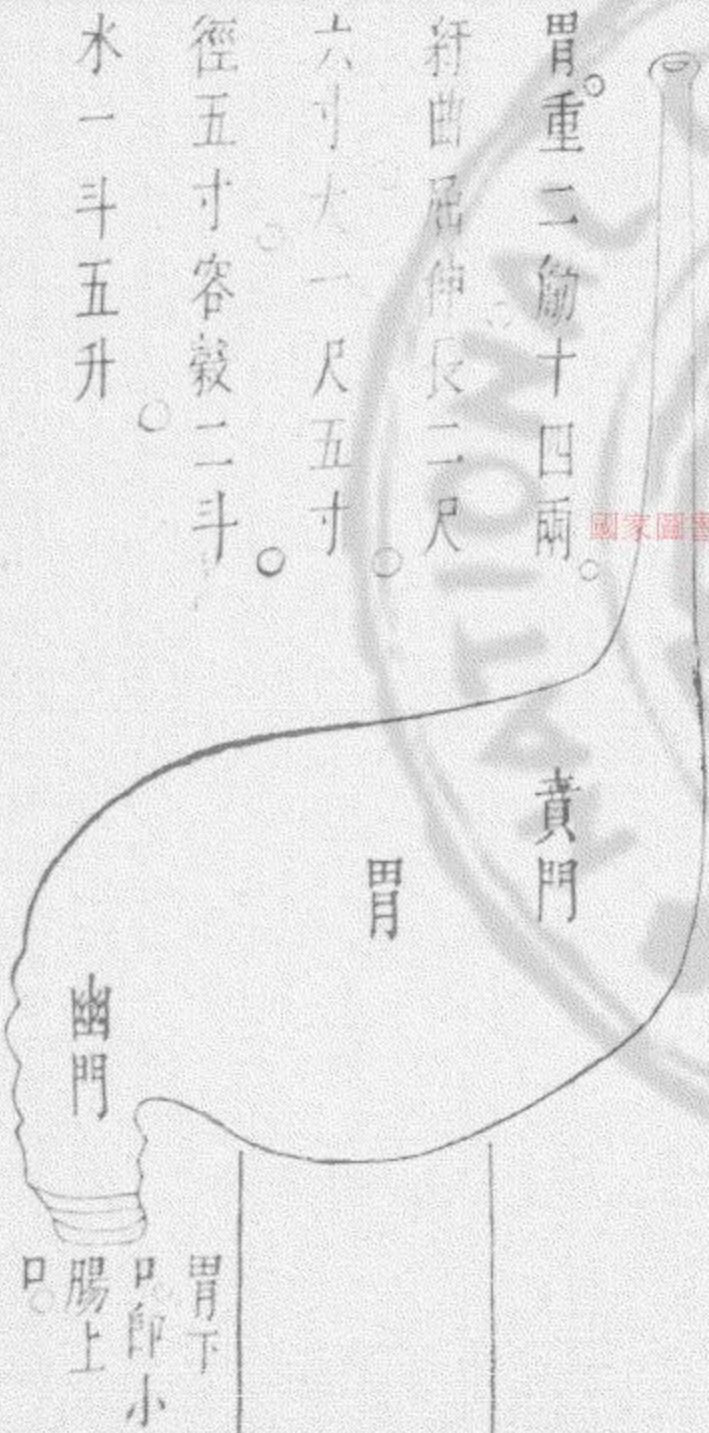 胃重二觔十四兩。
紆曲屈伸長二尺
六寸大一尺五寸。
徑五寸容穀二斗。
水一斗五升。
賁門
胃
幽門
胃下
口即小
腸上
口。
國家圖書
NATIONAL